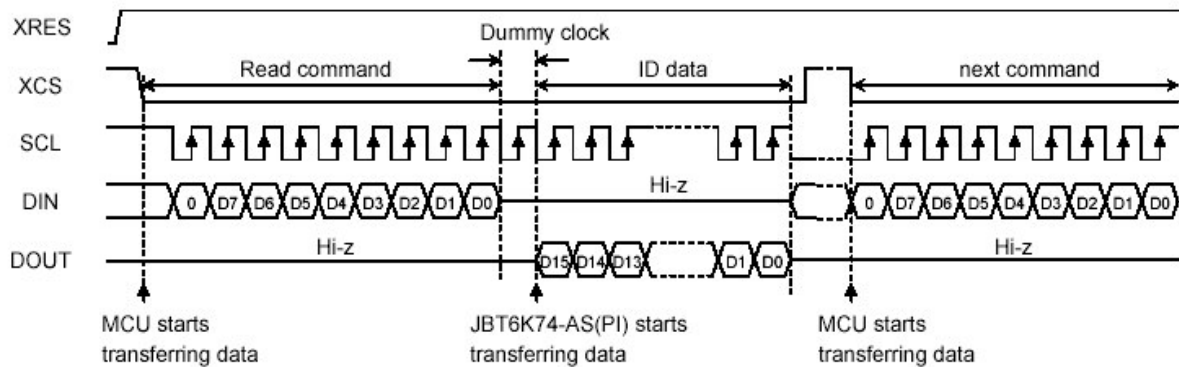 XRES
Dummy clock
XCS
Read command
ID data
next command
SCL
DIN
0 D7 D6 D5 D4 D3 D2 D1 D0
Hi-z
0 D7 D6 D5 D4 D3 D2 D1 D0
DOUT
Hi-z
D15 D14 D13 D1 D0
Hi-z
MCU starts
transferring data
JBT6K74-AS(PI) starts
transferring data
MCU starts
transferring data